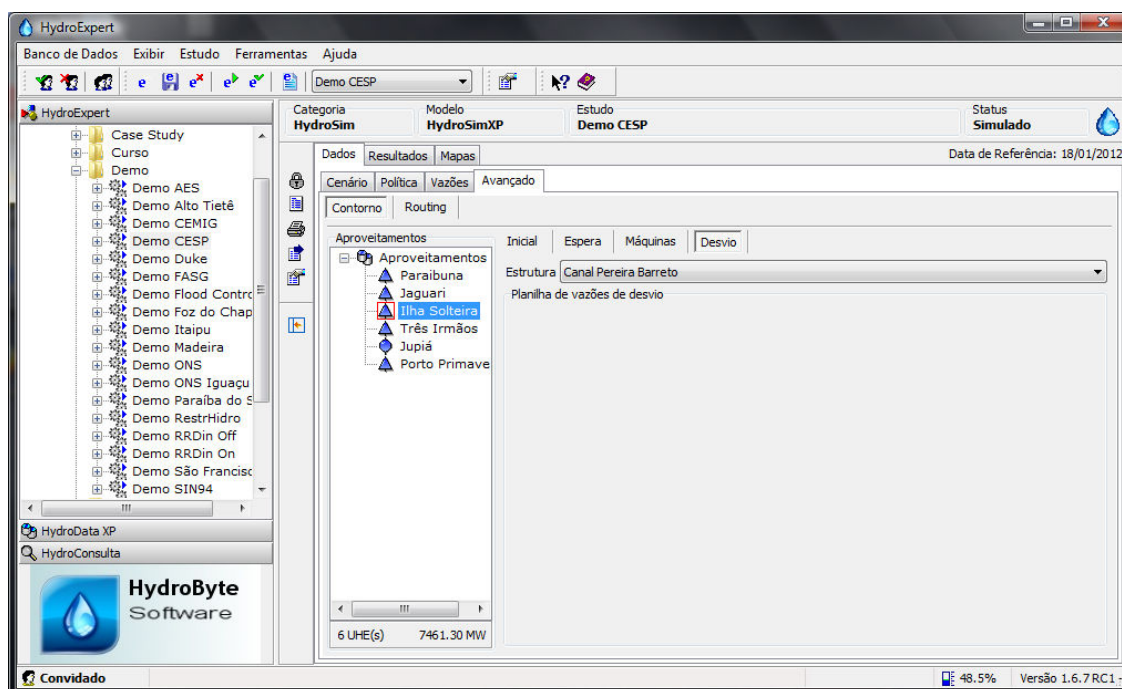 HydroExpert
Banco de Dados Exibir Estudo Ferramentas Ajuda
Demo CESP
HydroExpert
Case Study
Curso
Demo
Demo AES
Demo Alto Tietê
Demo CEMIG
Demo CESP
Demo Duke
Demo FASG
Demo Flood Contrc
Demo Foz do Chap
Demo Itaipu
Demo Madeira
Demo ONS
Demo ONS Iguaçu
Demo Paraíba do S
Demo RestrHidro
Demo RRDin Off
Demo RRDin On
Demo São Francisc
Demo SIN94
HydroData XP
HydroConsulta
HydroByte
Software
Categoria Modelo Estudo Status
HydroSim HydroSimXP Demo CESP Simulado
Dados Resultados Mapas Data de Referência: 18/01/2012
Cenário Política Vazões Avançado
Contorno Routing
Aproveitamentos
Aproveitamentos
Paraibuna
Jaguari
Ilha Solteira
Três Irmãos
Jupiá
Porto Primave
6 UHE(s) 7461.30 MW
Inicial Espera Máquinas Desvio
Estrutura Canal Pereira Barreto
Planilha de vazões de desvio
Convidado 48.5% Versão 1.6.7 RC1